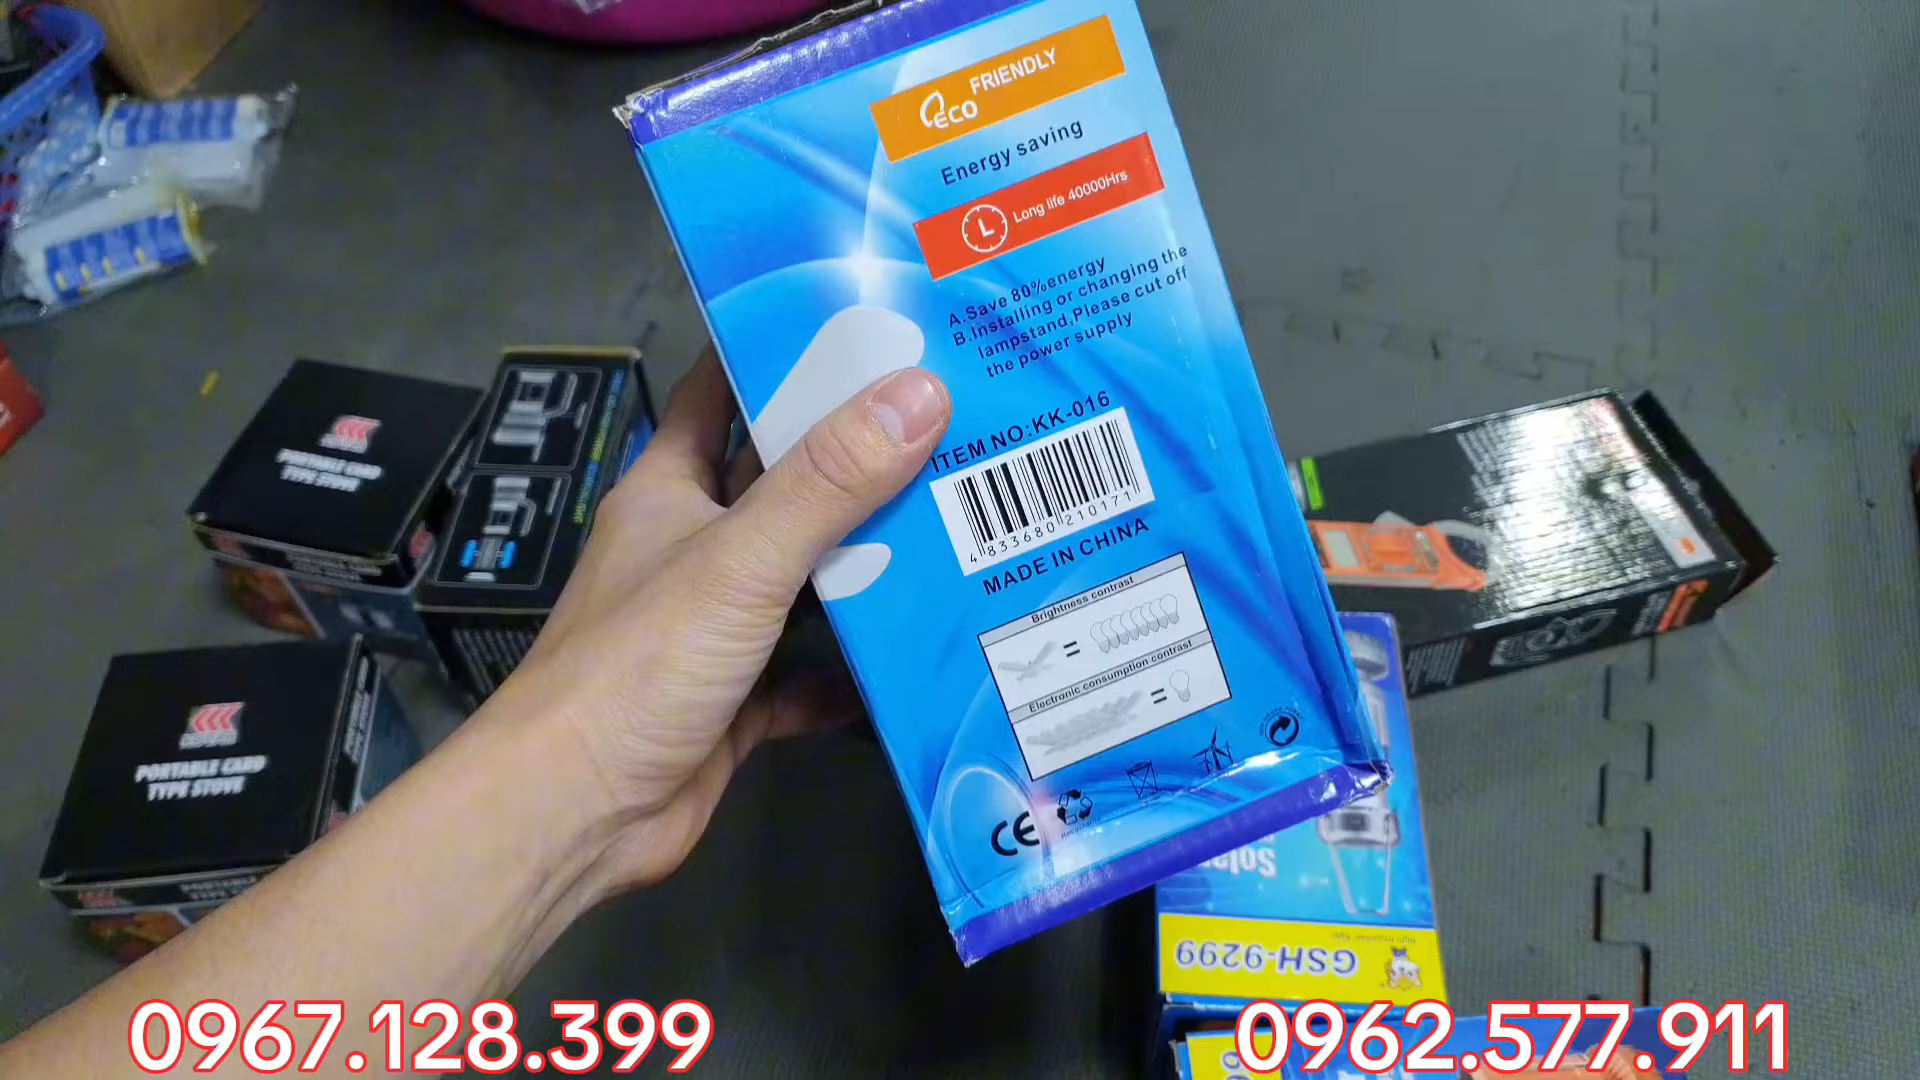 ECO FRIENDLY
Energy saving
L Long life 40000Hrs
A.Save 80%energy
B.Installing or changing the
lampstand,Please cut off
the power supply
ITEM NO:KK-016
4 833680 210171
MADE IN CHINA
Brightness contrast
=
Electronic consumption contrast
=
CE
PORTABLE CARD
TYPE STOVE
PORTABLE CARD
TYPE STOVE
Solar
GSH-9299
0967.128.399
0962.577.911